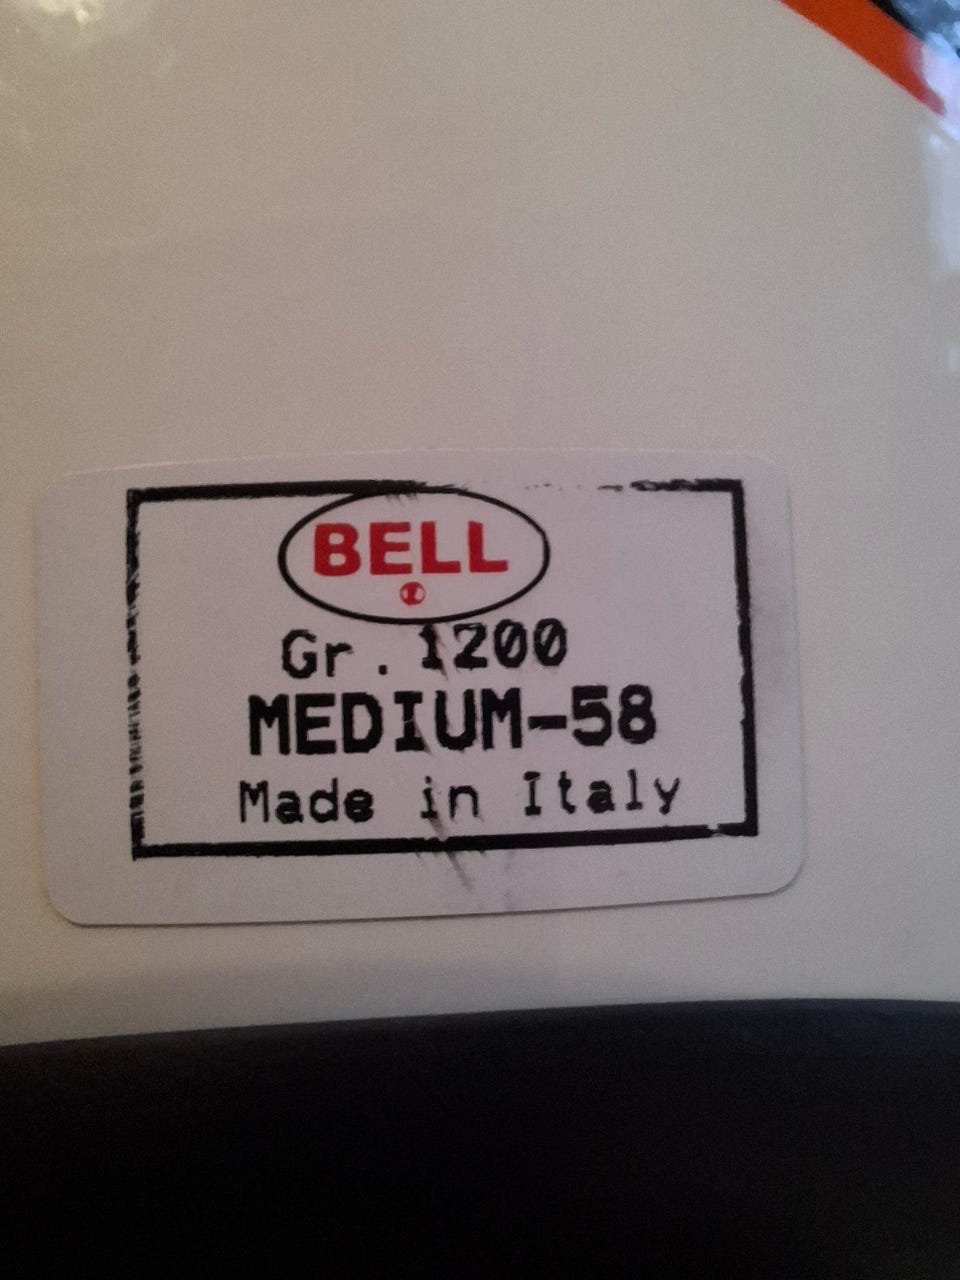 BELL
Gr. 1200
MEDIUM-58
Made in Italy